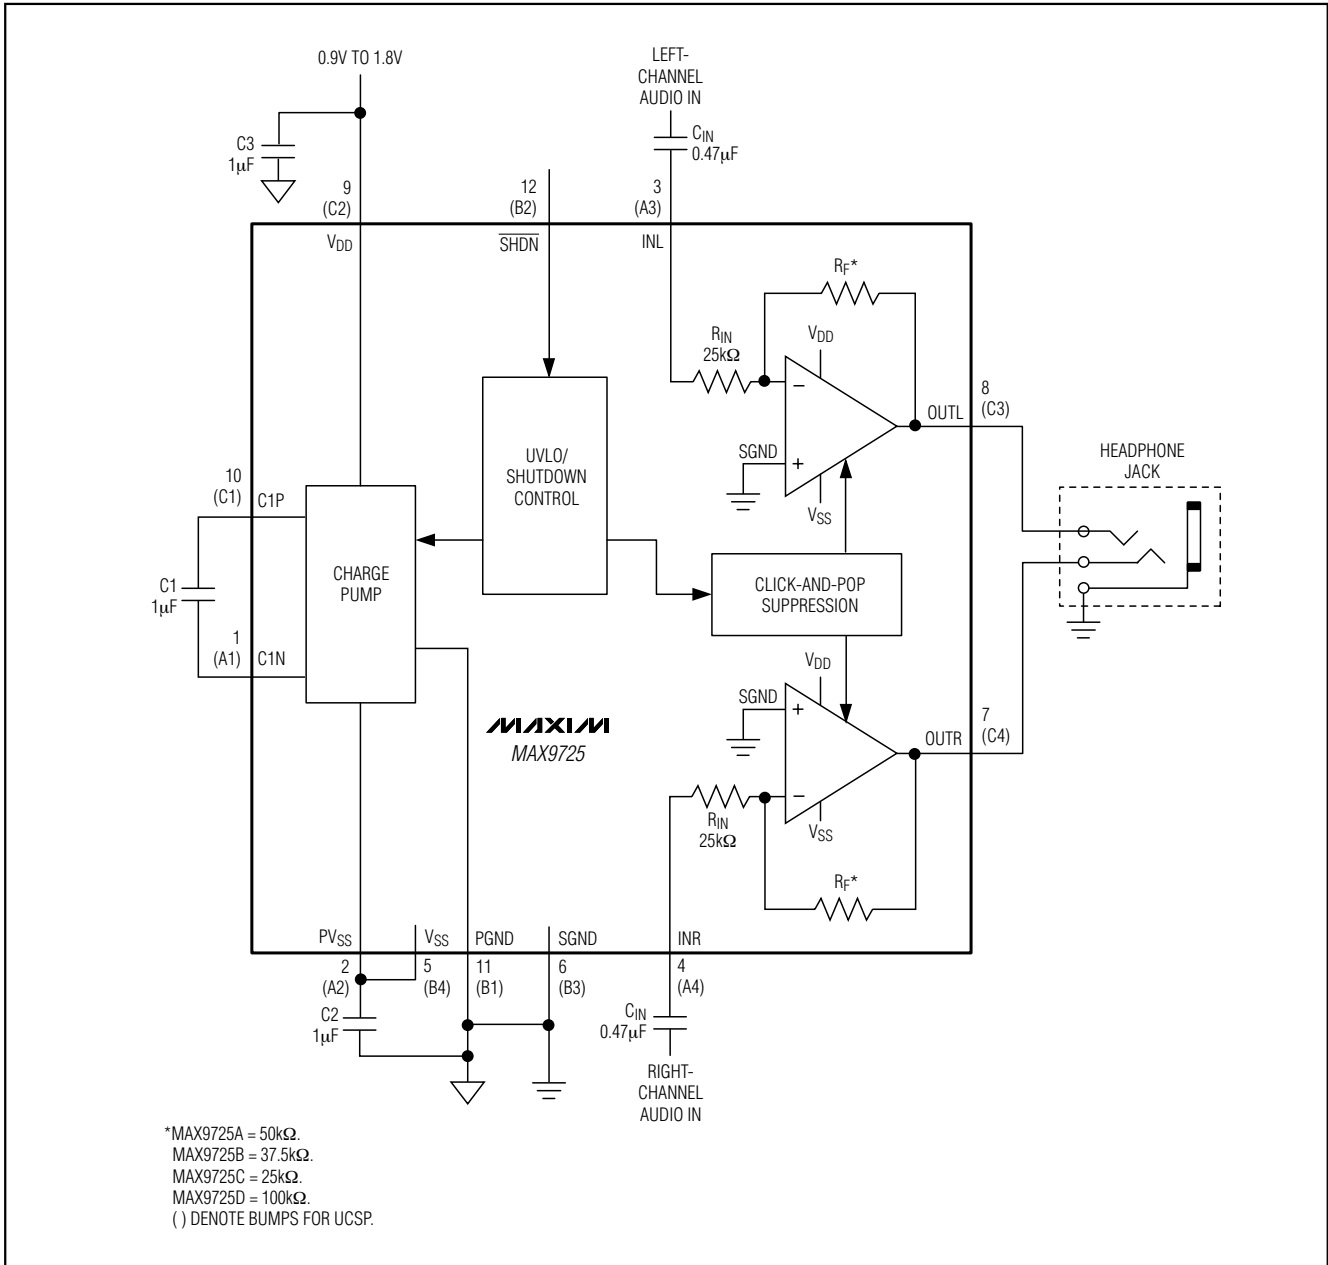 0.9V TO 1.8V
LEFT-
CHANNEL
AUDIO IN
C3
1µF
CIN
0.47µF
9
(C2)
12
(B2)
3
(A3)
VDD
SHDN
INL
RF*
RIN
25kΩ
VDD
−
SGND
+
VSS
OUTL
8
(C3)
HEADPHONE
JACK
UVLO/
SHUTDOWN
CONTROL
10
(C1)
C1P
C1
1µF
CHARGE
PUMP
CLICK-AND-POP
SUPPRESSION
1
(A1)
C1N
VDD
SGND
+
MAXIM
MAX9725
OUTR
7
(C4)
RIN
25kΩ
−
VSS
RF*
PVSS
VSS
PGND
SGND
INR
2
(A2)
5
(B4)
11
(B1)
6
(B3)
4
(A4)
C2
1µF
CIN
0.47µF
RIGHT-
CHANNEL
AUDIO IN
*MAX9725A = 50kΩ.
MAX9725B = 37.5kΩ.
MAX9725C = 25kΩ.
MAX9725D = 100kΩ.
( ) DENOTE BUMPS FOR UCSP.